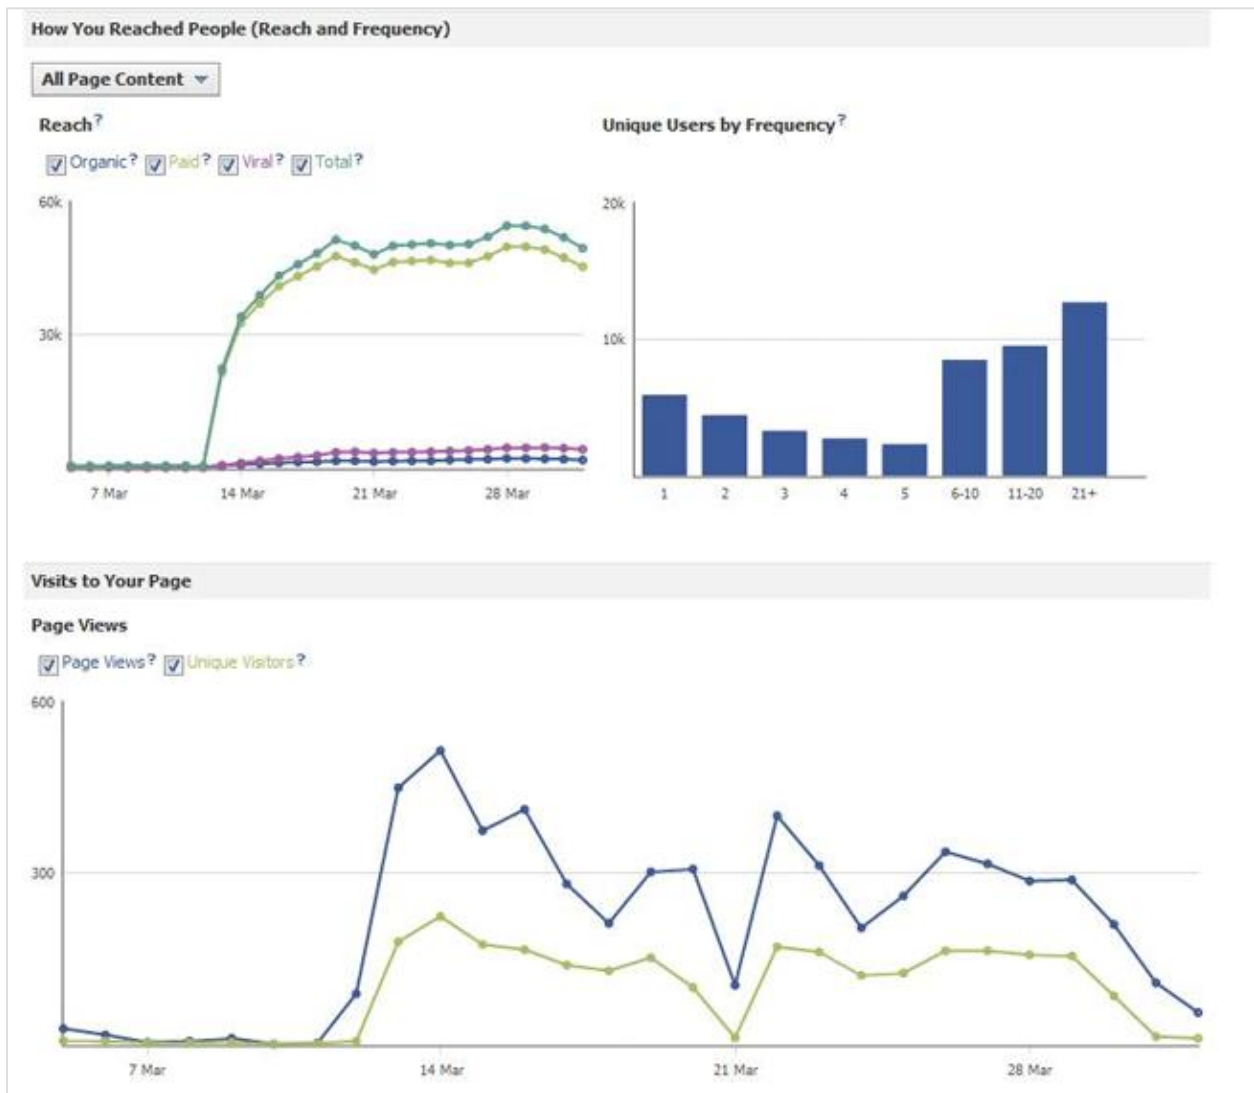 How You Reached People (Reach and Frequency)
All Page Content
Reach?
Unique Users by Frequency?
Organic? Paid? Viral? Total?
60k
30k
7 Mar 14 Mar 21 Mar 28 Mar
20k
10k
1 2 3 4 5 6-10 11-20 21+
Visits to Your Page
Page Views
Page Views? Unique Visitors?
600
300
7 Mar 14 Mar 21 Mar 28 Mar